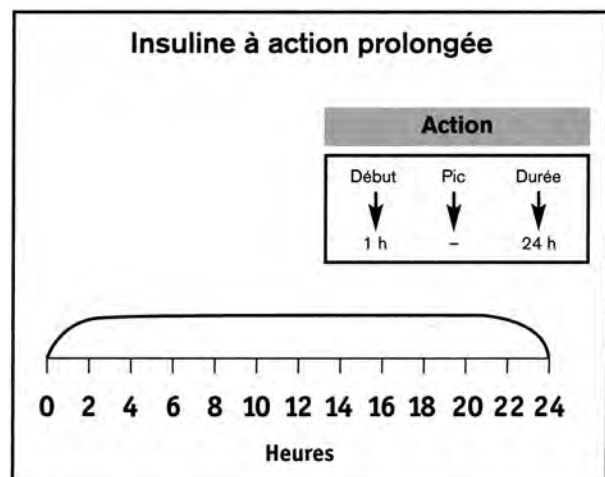 Insuline à action prolongée
Action
Début Pic Durée
1 h – 24 h
0 2 4 6 8 10 12 14 16 18 20 22 24
Heures